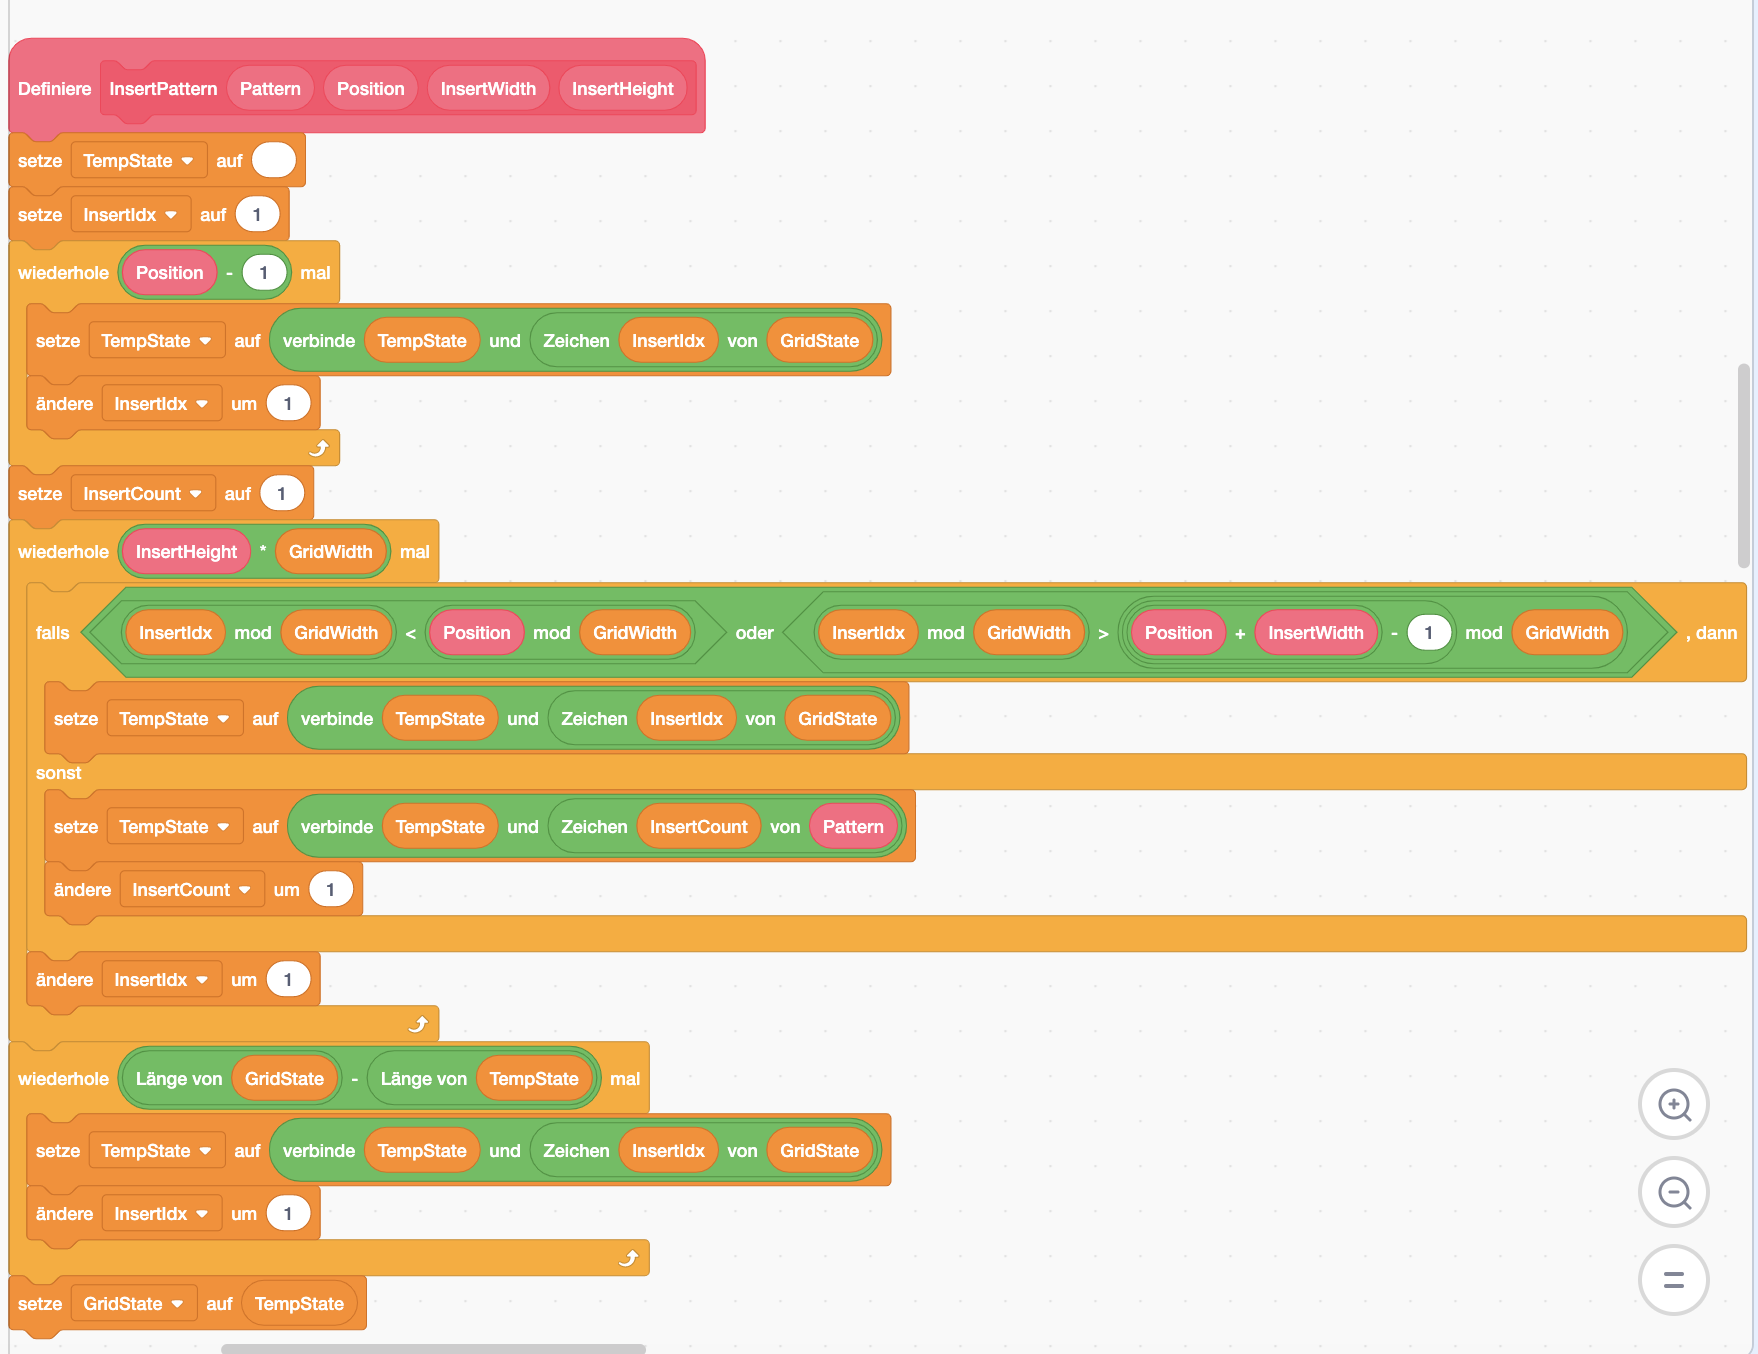 Definiere InsertPattern Pattern Position InsertWidth InsertHeight
setze TempState auf
setze InsertIdx auf 1
wiederhole Position - 1 mal
setze TempState auf verbinde TempState und Zeichen InsertIdx von GridState
ändere InsertIdx um 1
setze InsertCount auf 1
wiederhole InsertHeight * GridWidth mal
falls InsertIdx mod GridWidth < Position mod GridWidth oder InsertIdx mod GridWidth > Position + InsertWidth - 1 mod GridWidth , dann
setze TempState auf verbinde TempState und Zeichen InsertIdx von GridState
sonst
setze TempState auf verbinde TempState und Zeichen InsertCount von Pattern
ändere InsertCount um 1
ändere InsertIdx um 1
wiederhole Länge von GridState - Länge von TempState mal
setze TempState auf verbinde TempState und Zeichen InsertIdx von GridState
ändere InsertIdx um 1
setze GridState auf TempState